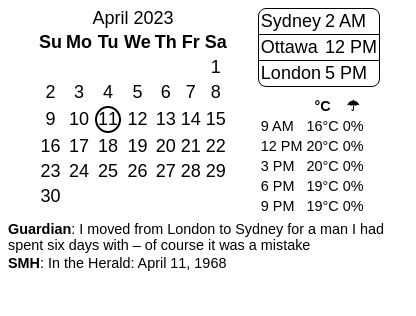 April 2023
Su Mo Tu We Th Fr Sa
1
2 3 4 5 6 7 8
9 10 11 12 13 14 15
16 17 18 19 20 21 22
23 24 25 26 27 28 29
30
Sydney 2 AM
Ottawa 12 PM
London 5 PM
°C ☂
9 AM 16°C 0%
12 PM 20°C 0%
3 PM 20°C 0%
6 PM 19°C 0%
9 PM 19°C 0%
Guardian: I moved from London to Sydney for a man I had
spent six days with – of course it was a mistake
SMH: In the Herald: April 11, 1968